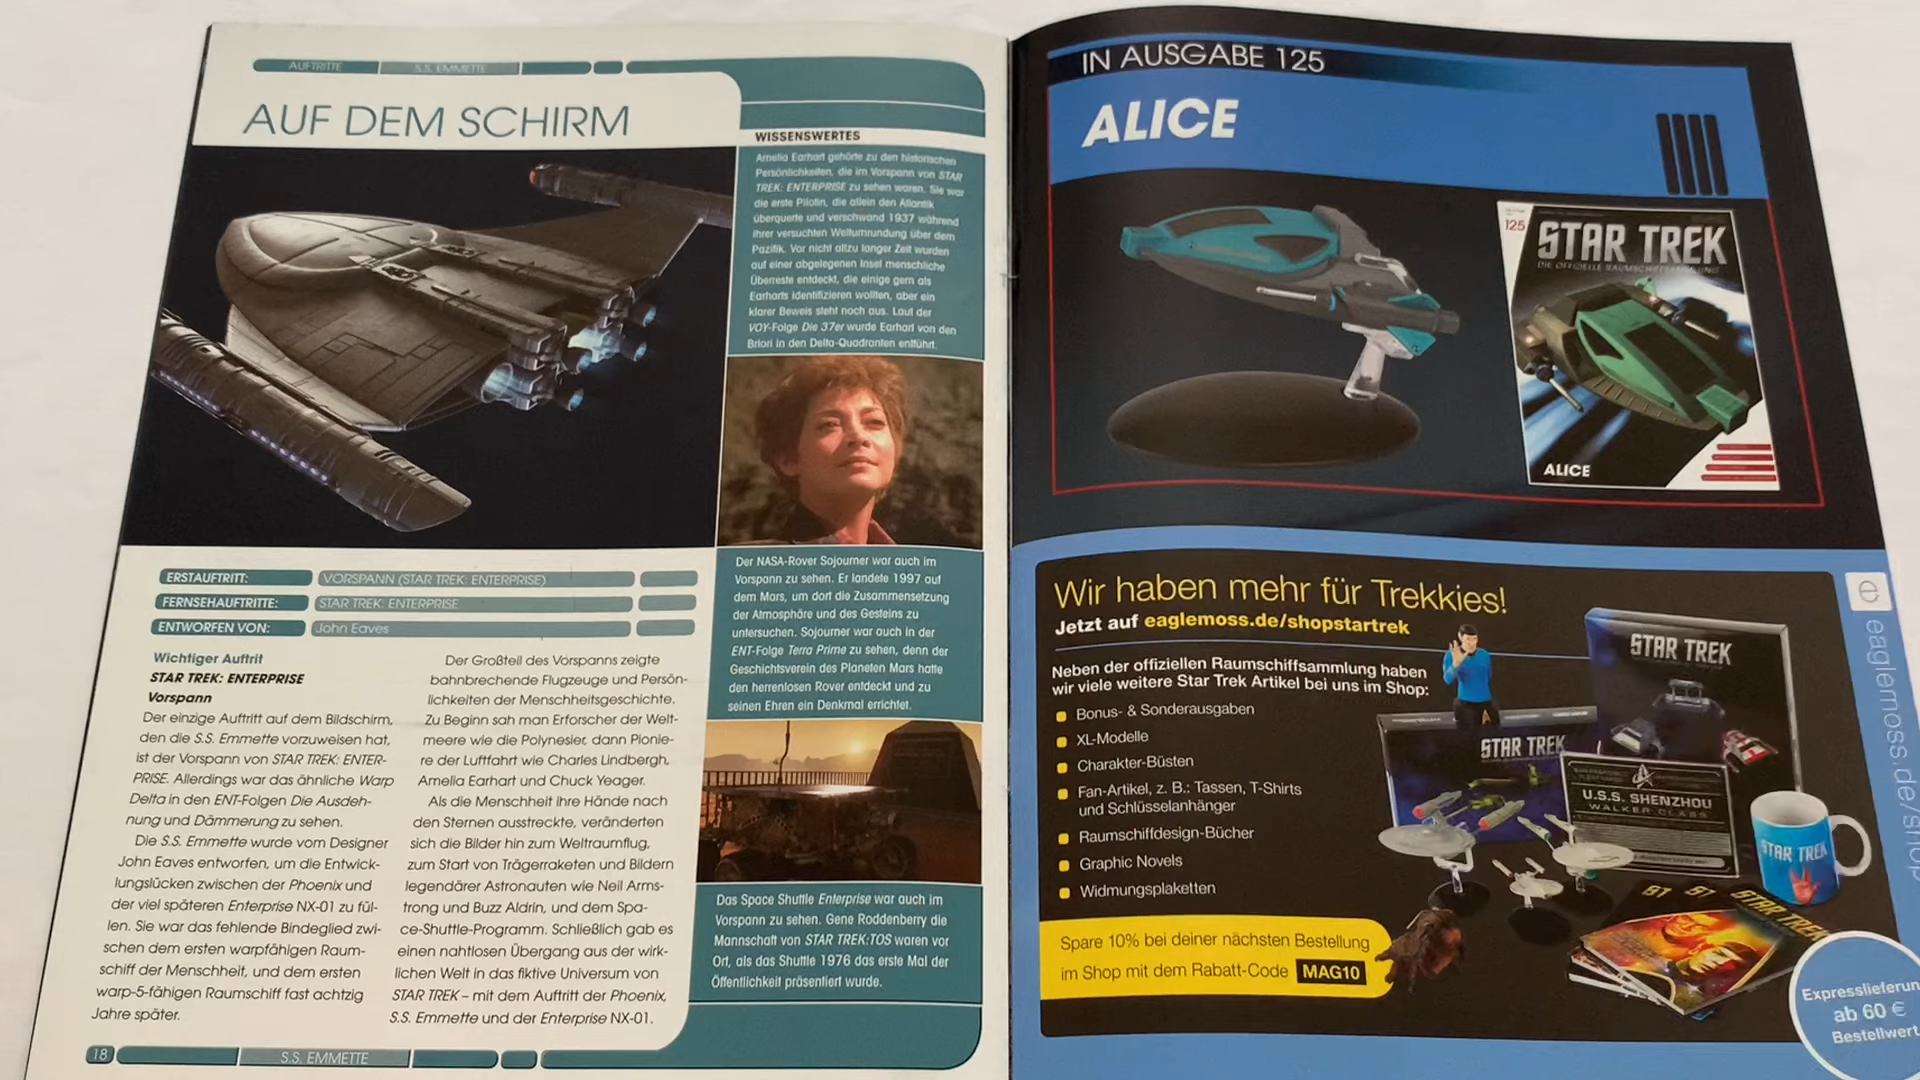 AUFTRITTE
S.S. EMMETTE
AUF DEM SCHIRM
ERSTAUFTRITT:
VORSPANN (STAR TREK: ENTERPRISE)
FERNSEHAUFTRITTE:
STAR TREK: ENTERPRISE
ENTWORFEN VON:
John Eaves
Wichtiger Auftrit
STAR TREK: ENTERPRISE
Vorspann
Der einzige Auftritt auf dem Bildschirm,
den die S.S. Emmette vorzuweisen hat,
ist der Vorspann von STAR TREK: ENTER-
PRISE. Allerdings war das ähnliche Warp
Delta in den ENT-Folgen Die Ausdeh-
nung und Dämmerung zu sehen.
Die S.S. Emmette wurde vom Designer
John Eaves entworfen, um die Entwick-
lungslücken zwischen der Phoenix und
der viel späteren Enterprise NX-01 zu fül-
len. Sie war das fehlende Bindeglied zwi-
schen dem ersten warpfähigen Raum-
schiff der Menschheit, und dem ersten
warp-5-fähigen Raumschiff fast achtzig
Jahre später.
Der Großteil des Vorspanns zeigte
bahnbrechende Flugzeuge und Persön-
lichkeiten der Menschheitsgeschichte.
Zu Beginn sah man Erforscher der Welt-
meere wie die Polynesier, dann Pionie-
re der Luftfahrt wie Charles Lindbergh,
Amelia Earhart und Chuck Yeager.
Als die Menschheit ihre Hände nach
den Sternen ausstreckte, veränderten
sich die Bilder hin zum Weltraumflug,
zum Start von Trägerraketen und Bildern
legendärer Astronauten wie Neil Arms-
trong und Buzz Aldrin, und dem Spa-
ce-Shuttle-Programm. Schließlich gab es
einen nahtlosen Übergang aus der wirk-
lichen Welt in das fiktive Universum von
STAR TREK – mit dem Auftritt der Phoenix,
S.S. Emmette und der Enterprise NX-01.
WISSENSWERTES
Amelia Earhart gehörte zu den historischen
Persönlichkeiten, die im Vorspann von STAR
TREK: ENTERPRISE zu sehen waren. Sie war
die erste Pilotin, die allein den Atlantik
überquerte und verschwand 1937 während
ihrer versuchten Weltumrundung über dem
Pazifik. Vor nicht allzu langer Zeit wurden
auf einer abgelegenen Insel menschliche
Überreste entdeckt, die einige gern als
Earharts identifizieren wollten, aber ein
klarer Beweis steht noch aus. Laut der
VOY-Folge Die 37er wurde Earhart von den
Briori in den Delta-Quadranten entführt.
Der NASA-Rover Sojourner war auch im
Vorspann zu sehen. Er landete 1997 auf
dem Mars, um dort die Zusammensetzung
der Atmosphäre und des Gesteins zu
untersuchen. Sojourner war auch in der
ENT-Folge Terra Prime zu sehen, denn der
Geschichtsverein des Planeten Mars hatte
den herrenlosen Rover entdeckt und zu
seinen Ehren ein Denkmal errichtet.
Das Space Shuttle Enterprise war auch im
Vorspann zu sehen. Gene Roddenberry die
Mannschaft von STAR TREK:TOS waren vor
Ort, als das Shuttle 1976 das erste Mal der
Öffentlichkeit präsentiert wurde.
18
S.S. EMMETTE
IN AUSGABE 125
ALICE
125
STAR TREK
DIE OFFIZIELLE RAUMSCHIFFSAMMLUNG
ALICE
Wir haben mehr für Trekkies!
Jetzt auf eaglemoss.de/shopstartrek
Neben der offiziellen Raumschiffsammlung haben
wir viele weitere Star Trek Artikel bei uns im Shop:
Bonus- & Sonderausgaben
XL-Modelle
Charakter-Büsten
Fan-Artikel, z. B.: Tassen, T-Shirts
und Schlüsselanhänger
Raumschiffdesign-Bücher
Graphic Novels
Widmungsplaketten
STAR TREK
STAR TREK
U.S.S. SHENZHOU
WALKER CLASS
STAR TREK
STAR TREK
Spare 10% bei deiner nächsten Bestellung
im Shop mit dem Rabatt-Code MAG10
e
eaglemoss.de/shop
Expresslieferun
ab 60 €
Bestellwert